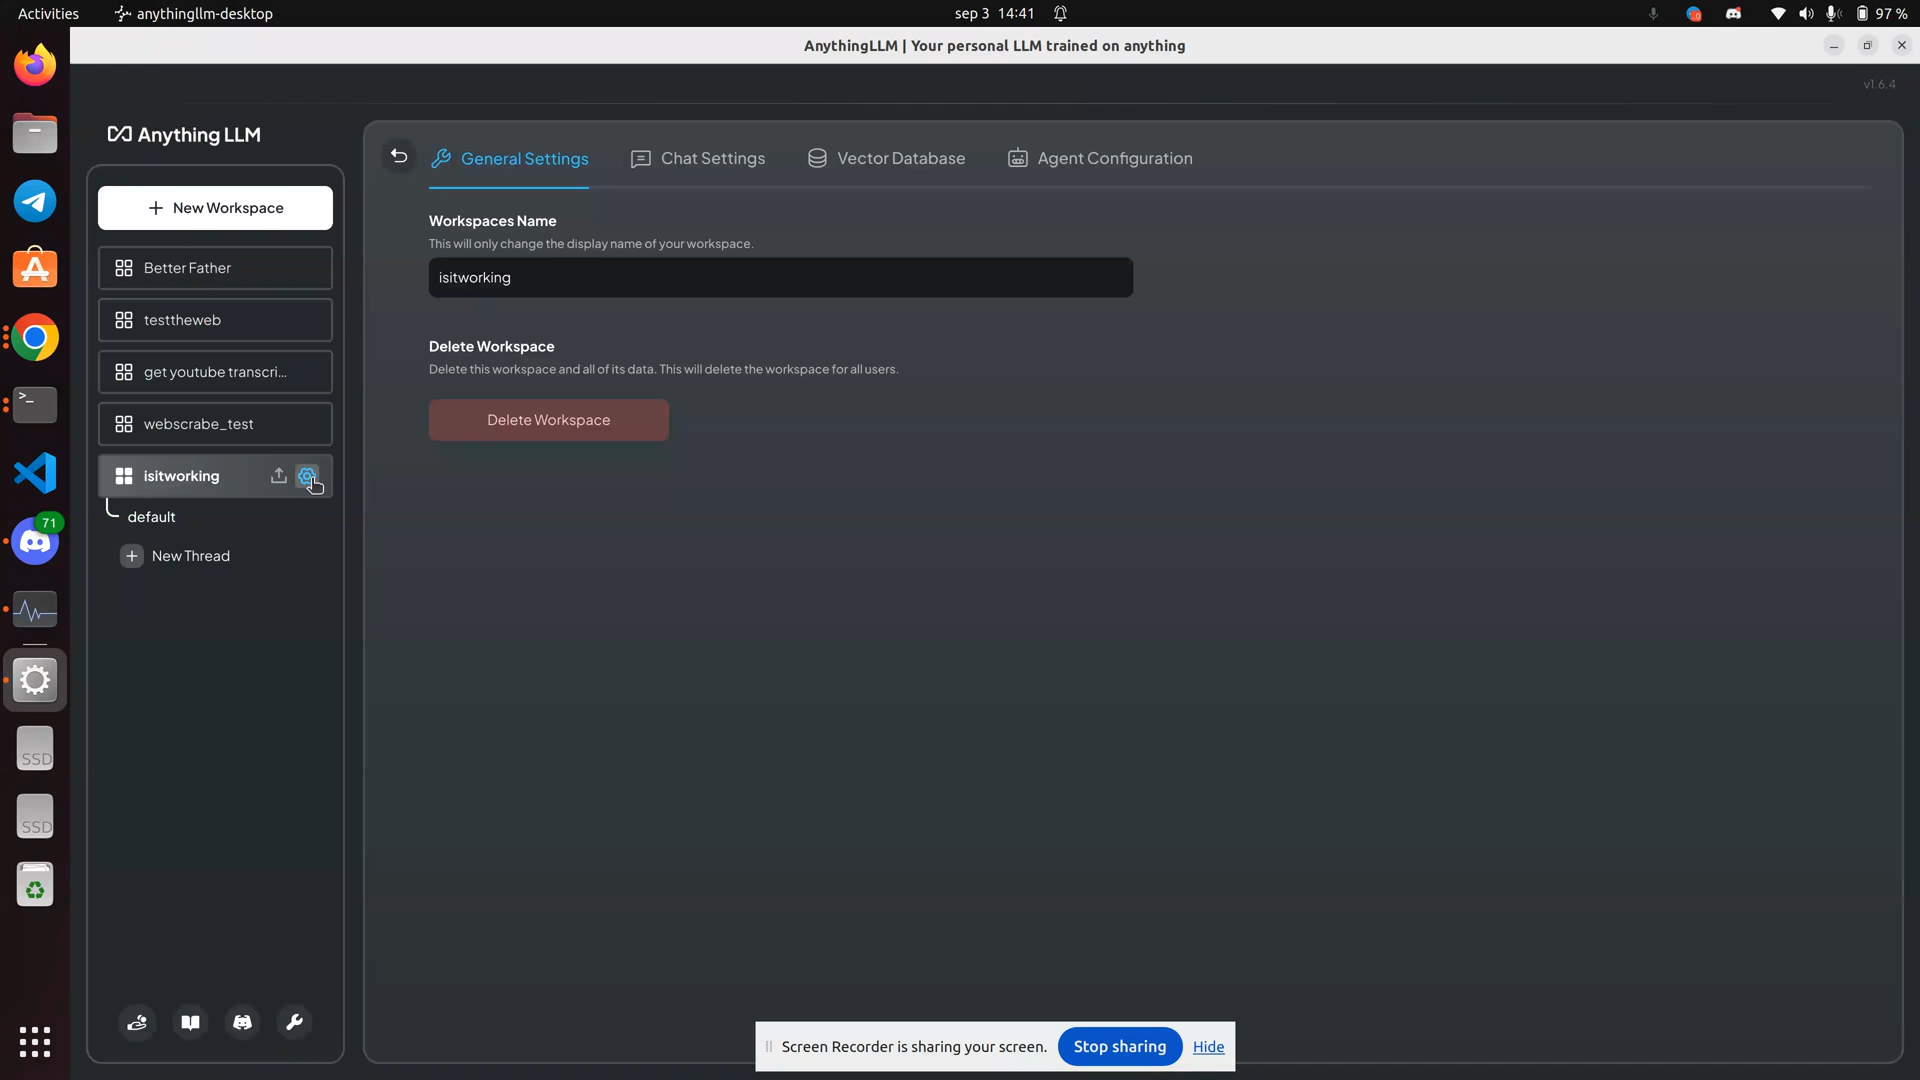 Activities
anythingllm-desktop
sep 3 14:41
97 %
AnythingLLM | Your personal LLM trained on anything
v1.6.4
Anything LLM
New Workspace
Better Father
testtheweb
get youtube transcri...
webscrabe_test
isitworking
default
New Thread
General Settings
Chat Settings
Vector Database
Agent Configuration
Workspaces Name
This will only change the display name of your workspace.
isitworking
Delete Workspace
Delete this workspace and all of its data. This will delete the workspace for all users.
Delete Workspace
71
>_
SSD
SSD
Screen Recorder is sharing your screen.
Stop sharing
Hide